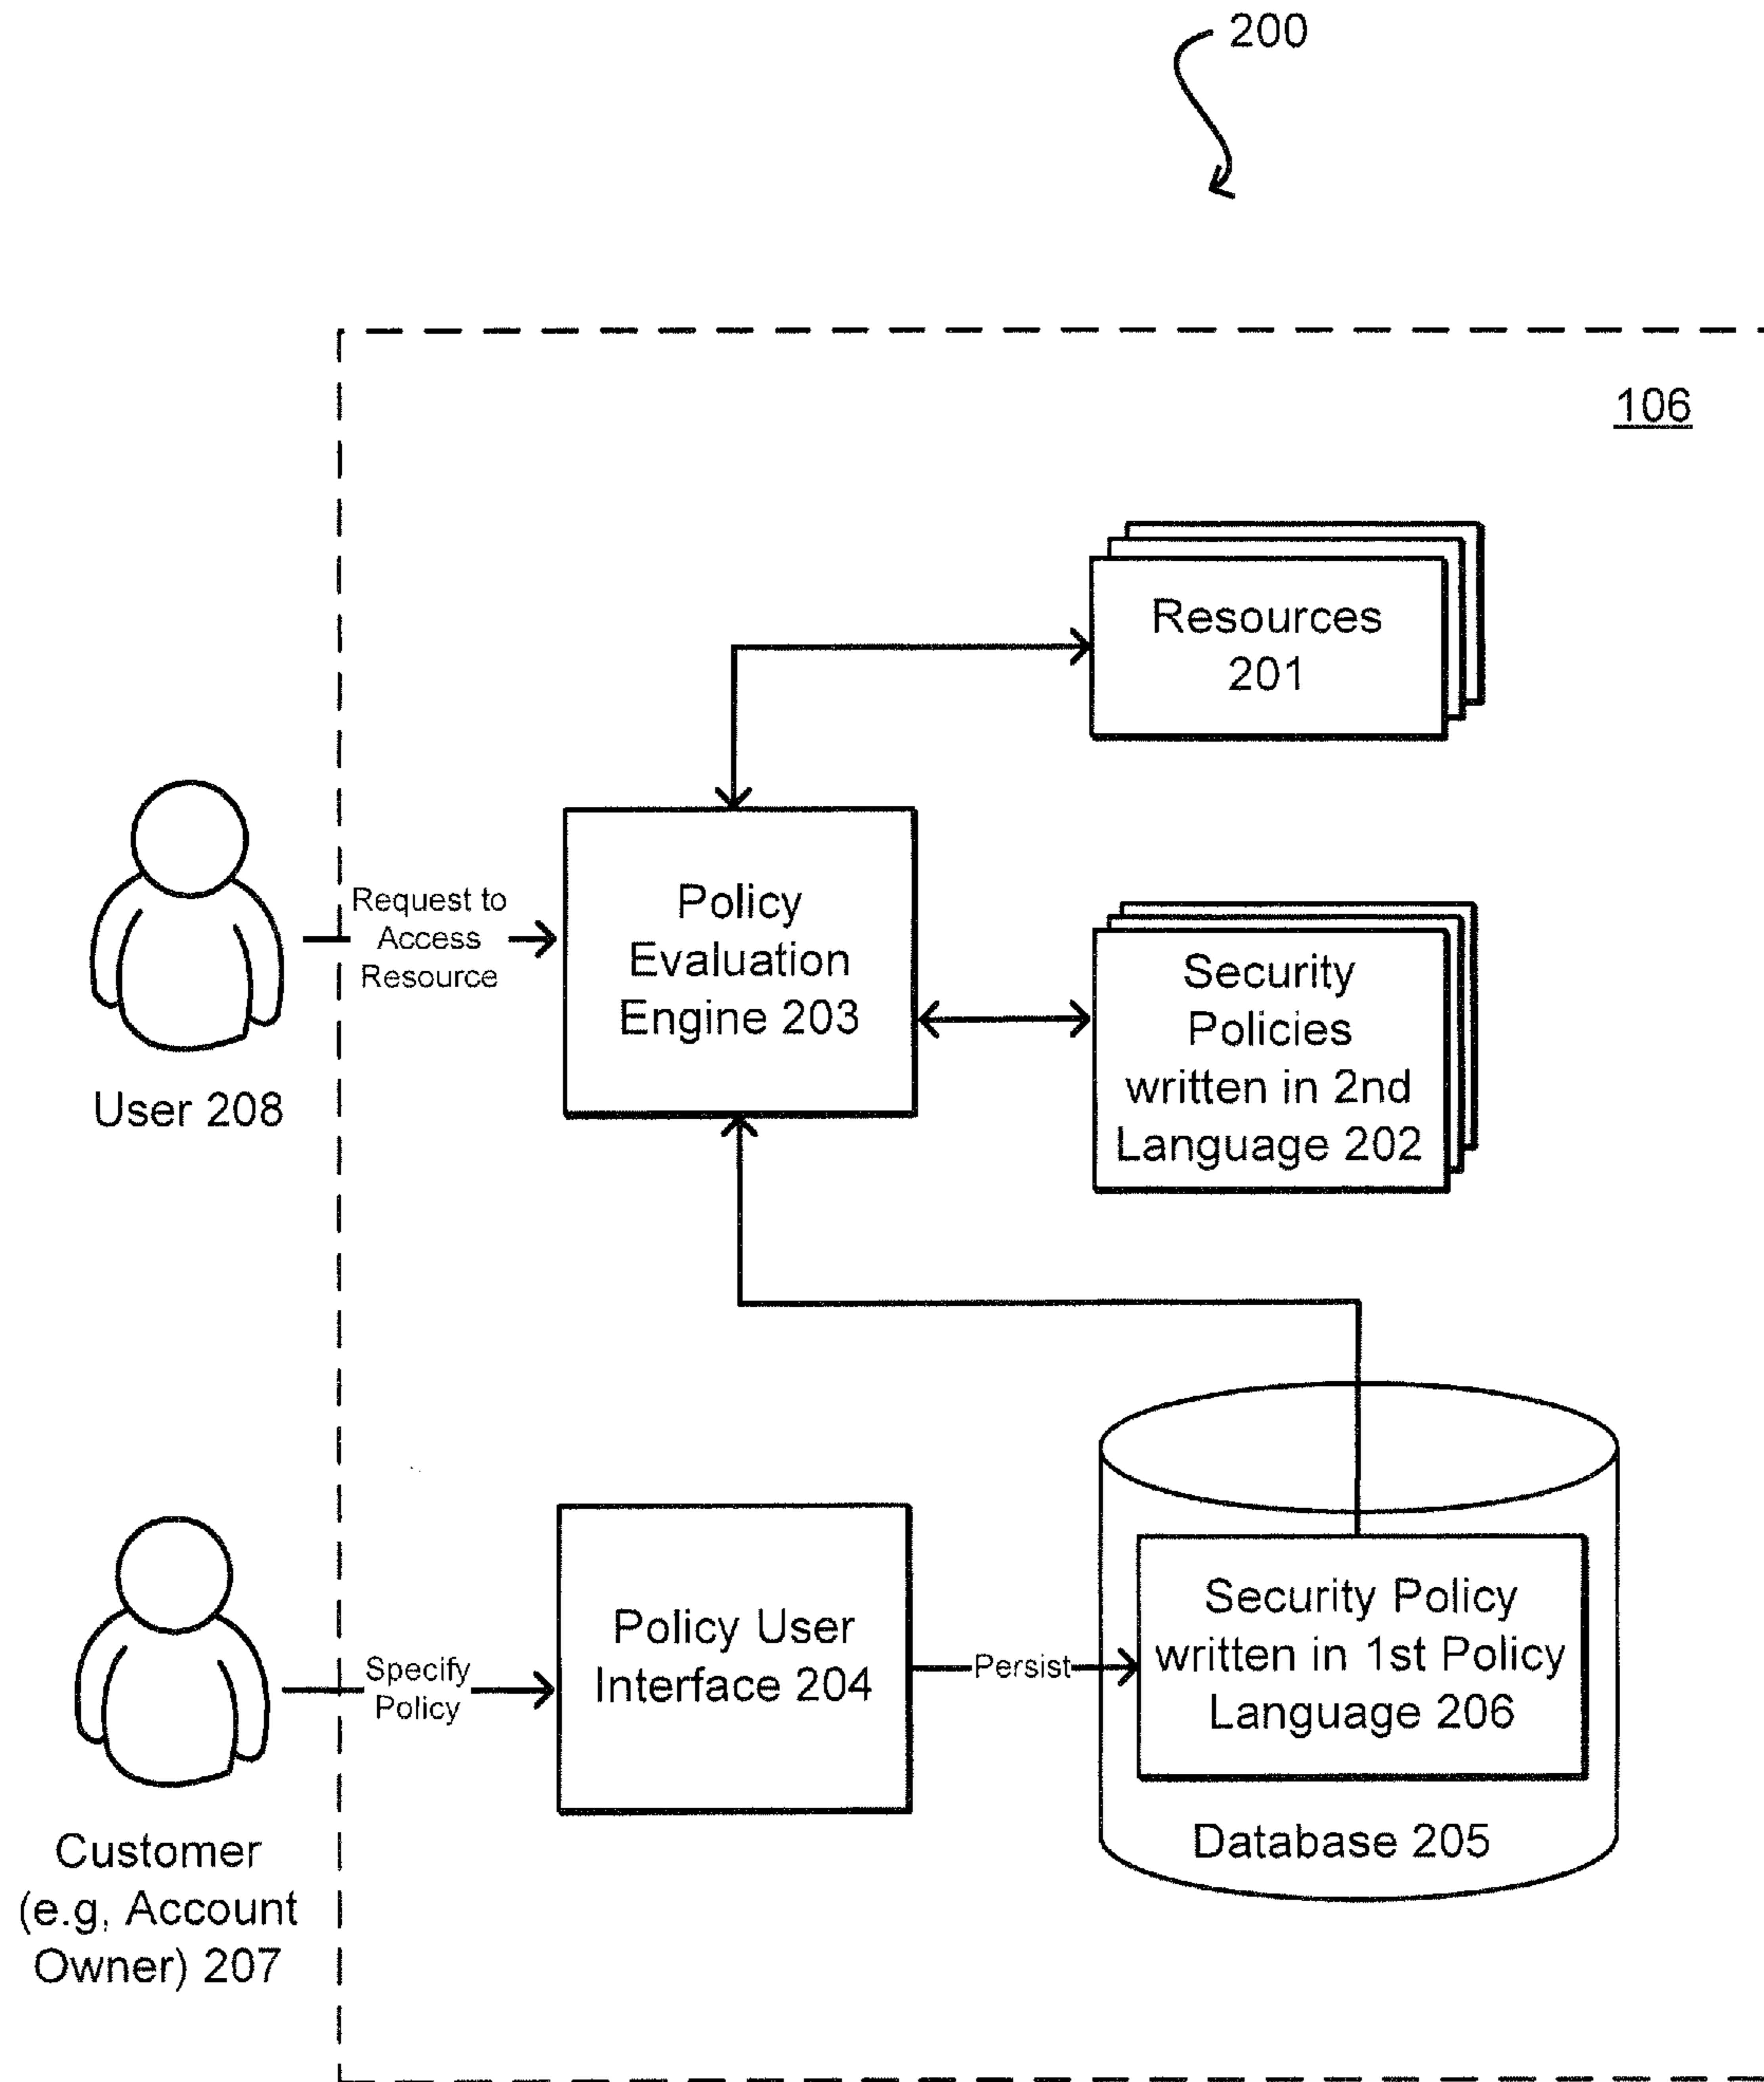 200
106
Resources
201
Request to
Access
Resource
Policy
Evaluation
Engine 203
Security
Policies
written in 2nd
Language 202
User 208
Specify
Policy
Policy User
Interface 204
Persist
Security Policy
written in 1st Policy
Language 206
Database 205
Customer
(e.g, Account
Owner) 207